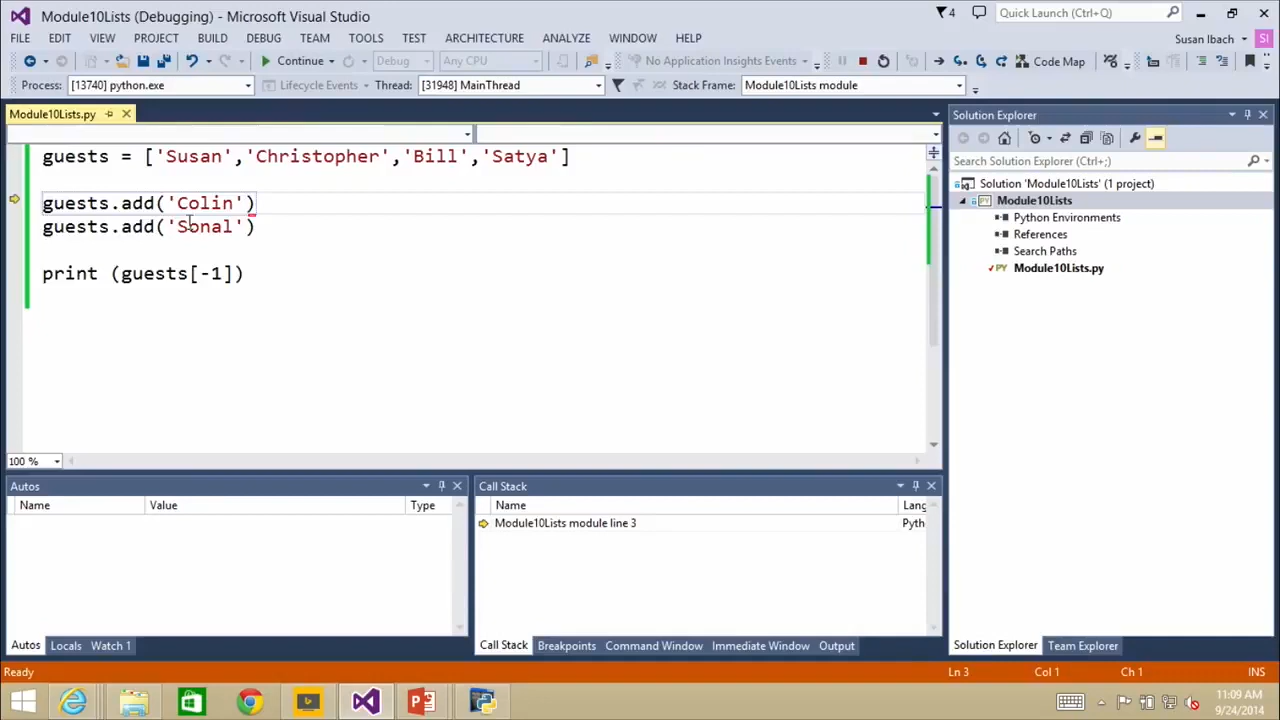 Module10Lists (Debugging) - Microsoft Visual Studio
4
Quick Launch (Ctrl+Q)
FILE EDIT VIEW PROJECT BUILD DEBUG TEAM TOOLS TEST ARCHITECTURE ANALYZE WINDOW HELP
Susan Ibach SI
Continue Debug Any CPU No Application Insights Events Code Map
Process: [13740] python.exe Lifecycle Events Thread: [31948] MainThread Stack Frame: Module10Lists module
Module10Lists.py
guests = ['Susan','Christopher','Bill','Satya']
guests.add('Colin')
guests.add('Sonal')
print (guests[-1])
100 %
Solution Explorer
Search Solution Explorer (Ctrl+;)
Solution 'Module10Lists' (1 project)
PY Module10Lists
Python Environments
References
Search Paths
PY Module10Lists.py
Autos
Name Value Type
Autos Locals Watch 1
Call Stack
Name Lang
Module10Lists module line 3 Pyth
Call Stack Breakpoints Command Window Immediate Window Output
Solution Explorer Team Explorer
Ready Ln 3 Col 1 Ch 1 INS
11:09 AM
9/24/2014